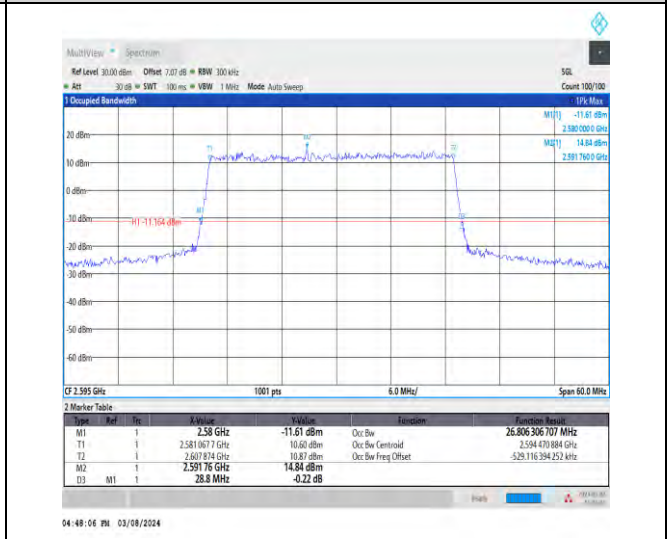 MultiView Spectrum
Ref Level 30.00 dBm Offset 7.07 dB RBW 300 kHz SGL
Att 30 dB SWT 100 ms VBW 1 MHz Mode Auto Sweep Count 100/100
1 Occupied Bandwidth 1Pk Max
M1[1] -11.61 dBm
2.580 000 0 GHz
20 dBm M2[1] 14.84 dBm
2.591 760 0 GHz
10 dBm
0 dBm
-10 dBm
H1 -11.164 dBm
-20 dBm
-30 dBm
-40 dBm
-50 dBm
-60 dBm
CF 2.595 GHz 1001 pts 6.0 MHz/ Span 60.0 MHz
2 Marker Table
Type Ref Trc X-Value Y-Value Function Function Result
M1 1 2.58 GHz -11.61 dBm Occ Bw 26.806 306 707 MHz
T1 1 2.581 067 7 GHz 10.60 dBm Occ Bw Centroid 2.594 470 884 GHz
T2 1 2.607 874 GHz 10.87 dBm Occ Bw Freq Offset -529.116 394 252 kHz
M2 1 2.591 76 GHz 14.84 dBm
D3 M1 1 28.8 MHz -0.22 dB
04:48:06 PM 03/08/2024